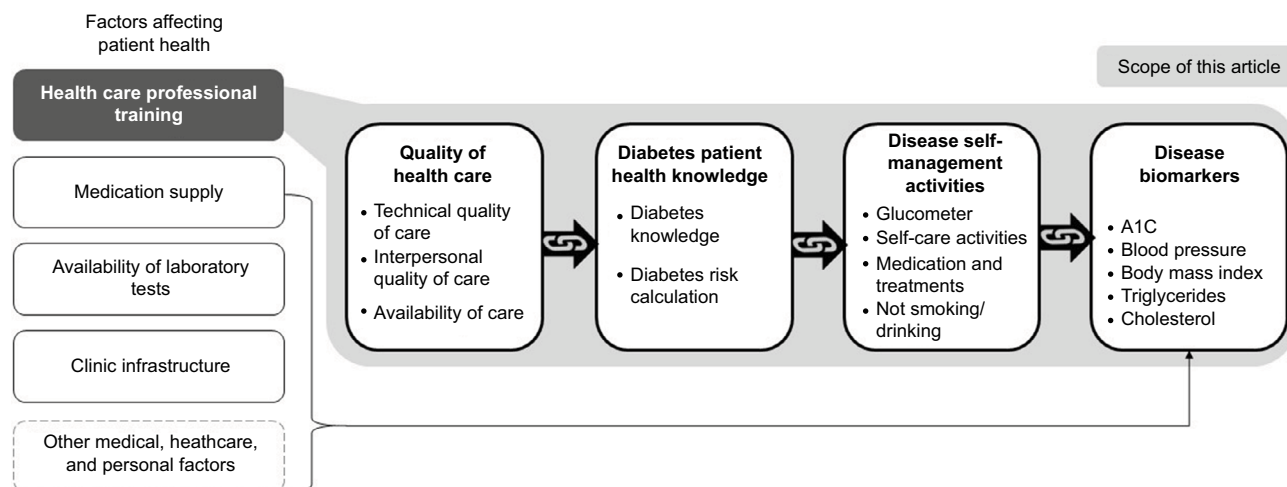 Factors affecting
patient health
Scope of this article
Health care professional
training
Medication supply
Availability of laboratory
tests
Clinic infrastructure
Other medical, heathcare,
and personal factors
Quality of
health care
• Technical quality
of care
• Interpersonal
quality of care
• Availability of care
Diabetes patient
health knowledge
• Diabetes
knowledge
• Diabetes risk
calculation
Disease self-
management
activities
• Glucometer
• Self-care activities
• Medication and
treatments
• Not smoking/
drinking
Disease
biomarkers
• A1C
• Blood pressure
• Body mass index
• Triglycerides
• Cholesterol